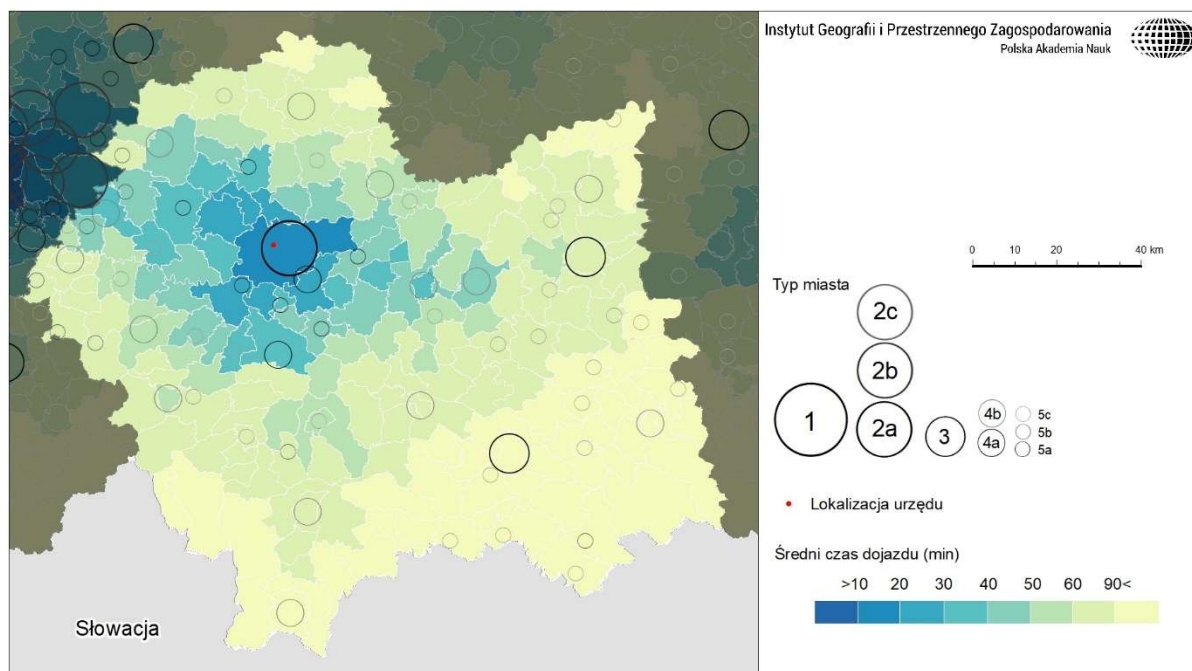 Instytut Geografii i Przestrzennego Zagospodarowania
Polska Akademia Nauk
0 10 20 40 km
Typ miasta
2c
2b
1
2a
3
4b
4a
5c
5b
5a
Lokalizacja urzędu
Średni czas dojazdu (min)
>10 20 30 40 50 60 90<
Słowacja